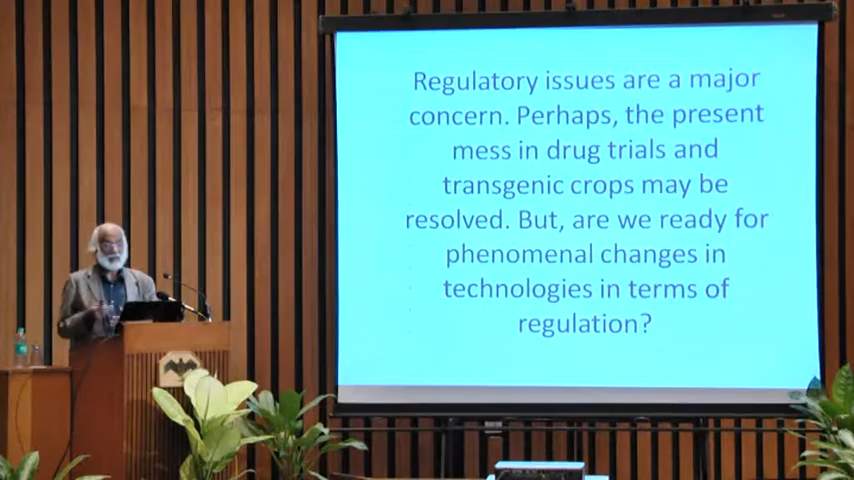 Regulatory issues are a major
concern. Perhaps, the present
mess in drug trials and
transgenic crops may be
resolved. But, are we ready for
phenomenal changes in
technologies in terms of
regulation?